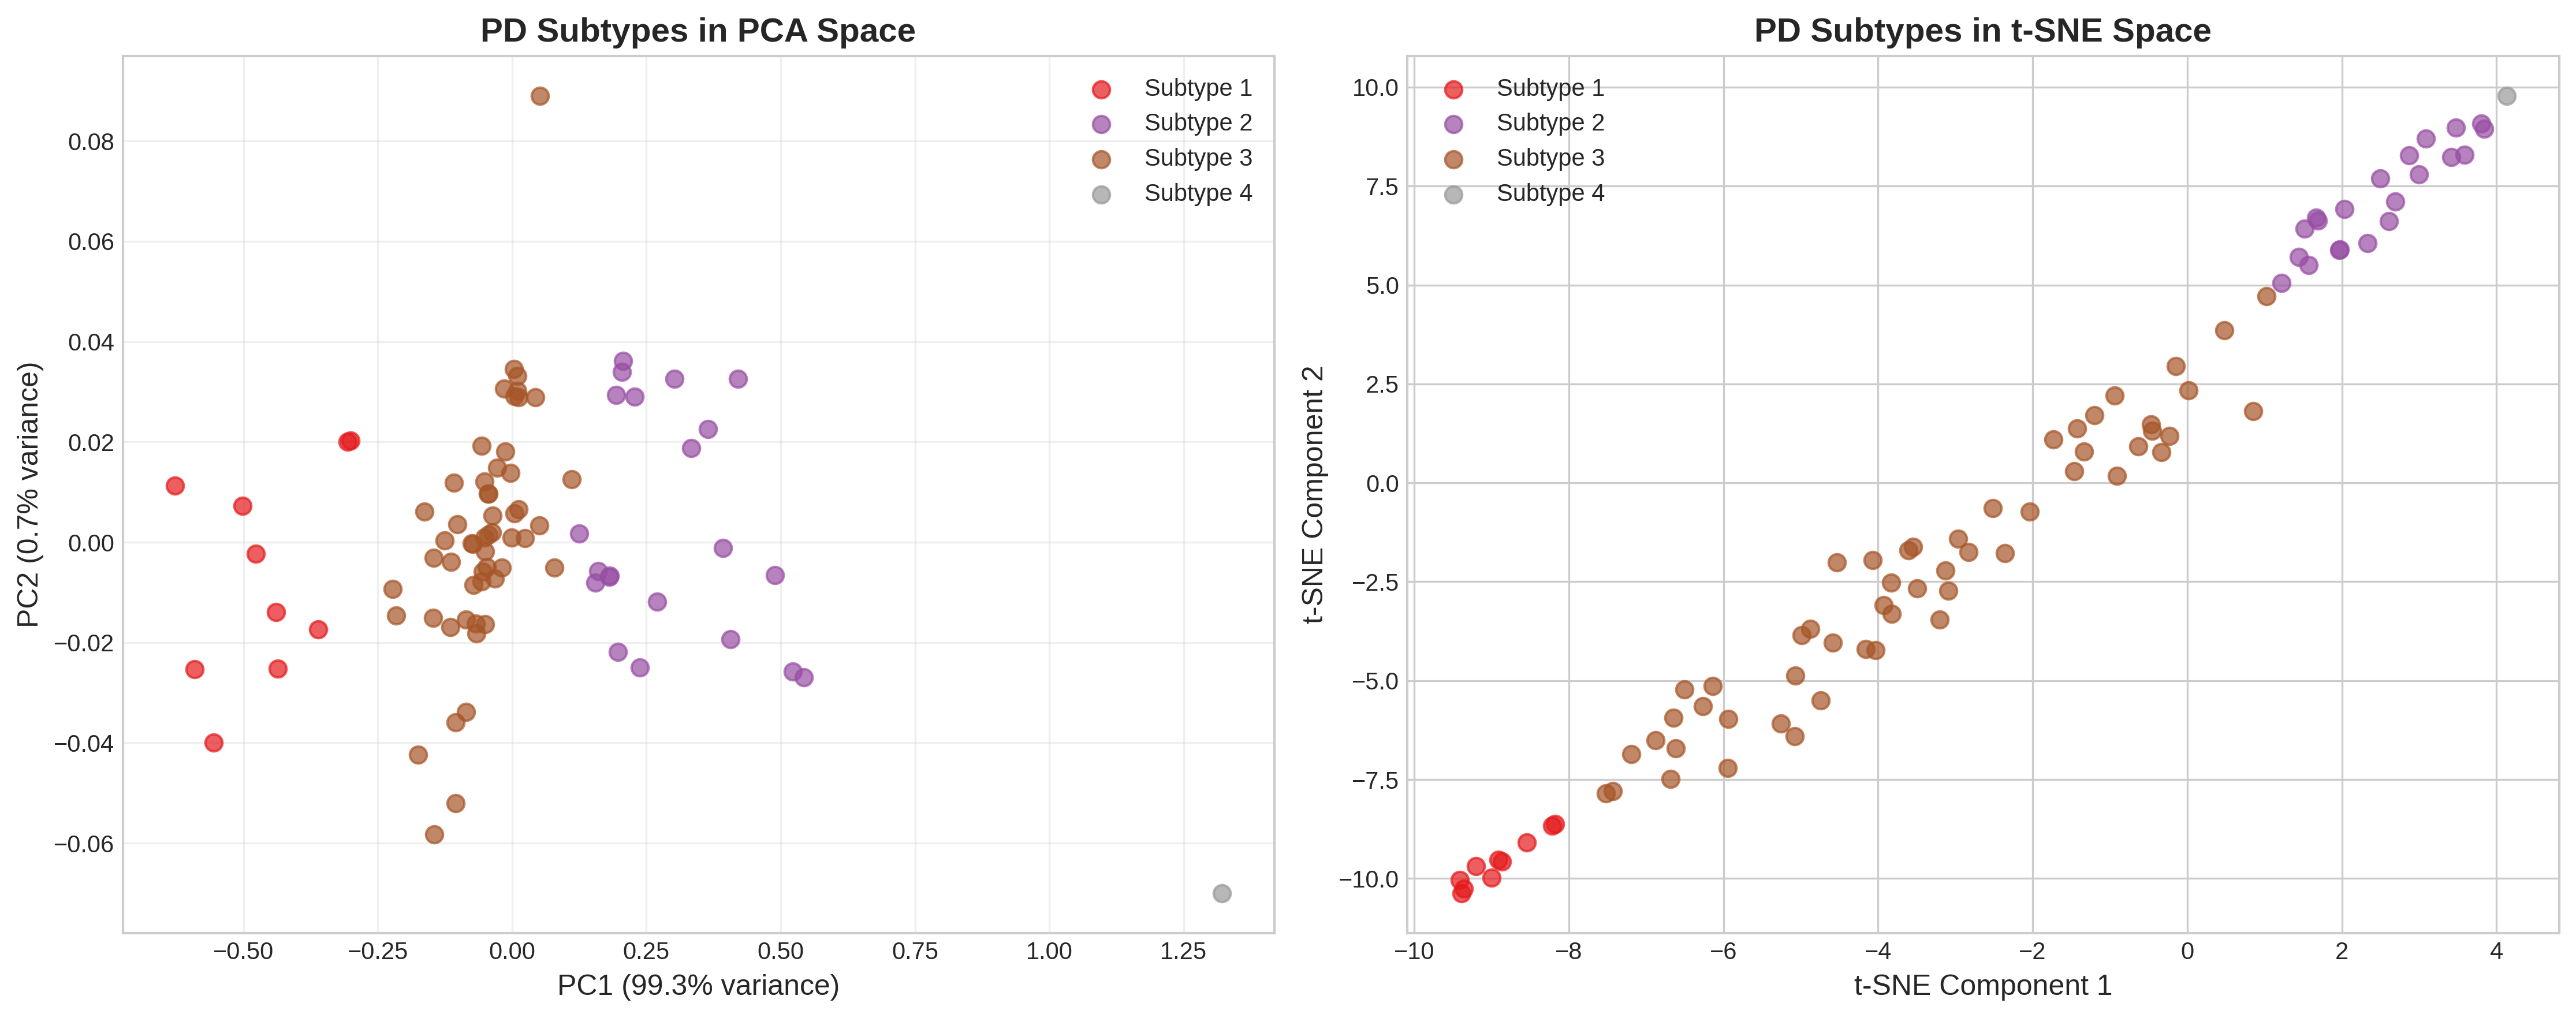 PD Subtypes in PCA Space
Subtype 1
Subtype 2
Subtype 3
Subtype 4
0.08
0.06
0.04
0.02
0.00
−0.02
−0.04
−0.06
PC2 (0.7% variance)
−0.50
−0.25
0.00
0.25
0.50
0.75
1.00
1.25
PC1 (99.3% variance)
PD Subtypes in t-SNE Space
Subtype 1
Subtype 2
Subtype 3
Subtype 4
10.0
7.5
5.0
2.5
0.0
−2.5
−5.0
−7.5
−10.0
t-SNE Component 2
−10
−8
−6
−4
−2
0
2
4
t-SNE Component 1